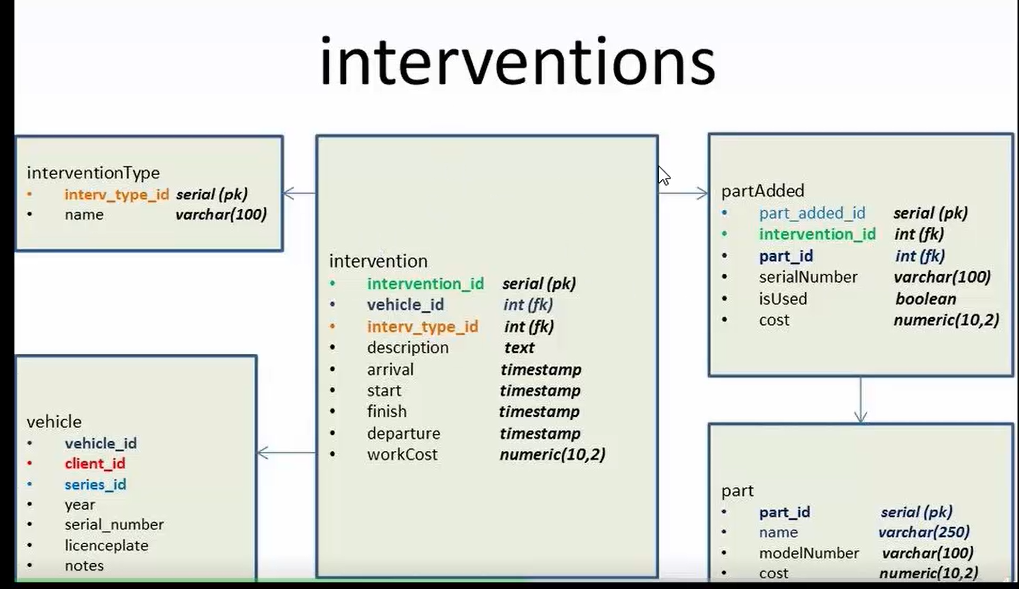 interventions
interventionType
• interv_type_id serial (pk)
• name varchar(100)
intervention
• intervention_id serial (pk)
• vehicle_id int (fk)
• interv_type_id int (fk)
• description text
• arrival timestamp
• start timestamp
• finish timestamp
• departure timestamp
• workCost numeric(10,2)
partAdded
• part_added_id serial (pk)
• intervention_id int (fk)
• part_id int (fk)
• serialNumber varchar(100)
• isUsed boolean
• cost numeric(10,2)
vehicle
• vehicle_id
• client_id
• series_id
• year
• serial_number
• licenceplate
• notes
part
• part_id serial (pk)
• name varchar(250)
• modelNumber varchar(100)
• cost numeric(10,2)